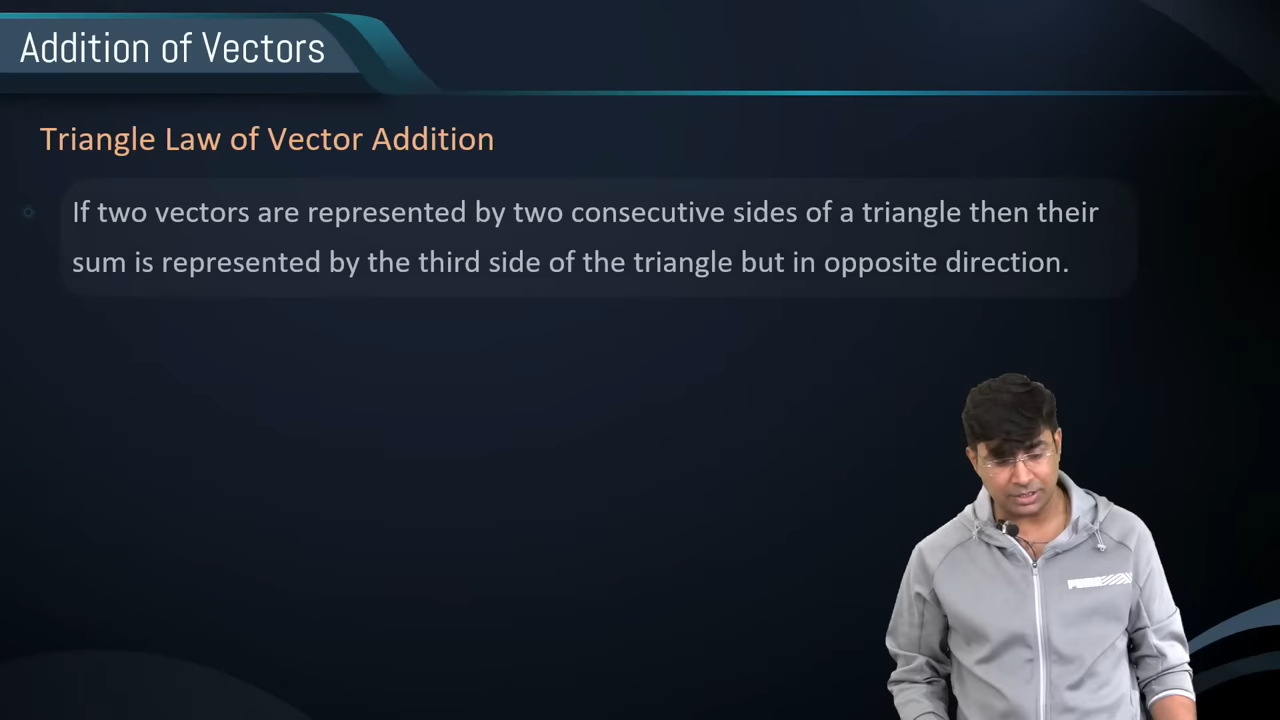 Addition of Vectors
Triangle Law of Vector Addition
If two vectors are represented by two consecutive sides of a triangle then their
sum is represented by the third side of the triangle but in opposite direction.